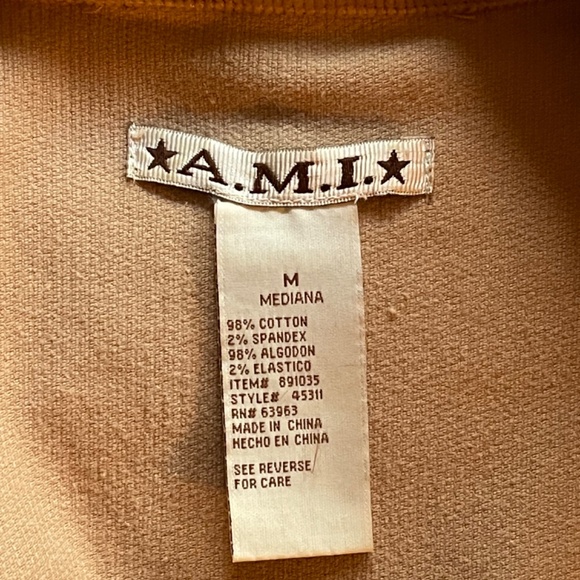 ★A.M.I.★
M
MEDIANA
98% COTTON
2% SPANDEX
98% ALGODON
2% ELASTICO
ITEM# 891035
STYLE# 45311
RN# 63963
MADE IN CHINA
HECHO EN CHINA
SEE REVERSE
FOR CARE